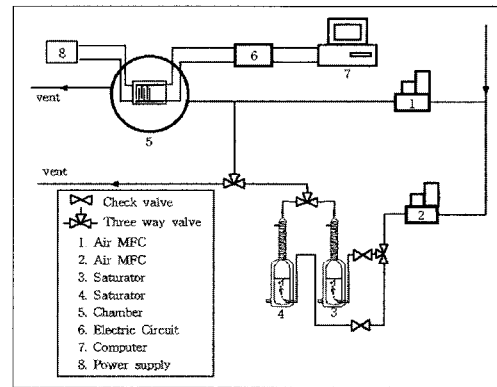 8
6
7
vent
1
5
vent
2
Check valve
Three way valve
1. Air MFC
2. Air MFC
3. Saturator
4. Saturator
5. Chamber
6. Electric Circuit
7. Computer
8. Power supply
4
3